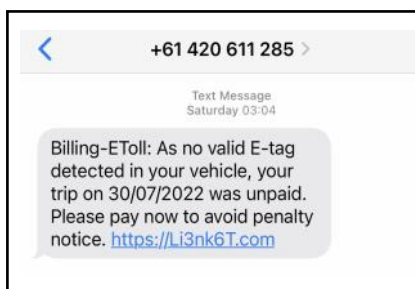 +61 420 611 285
Text Message
Saturday 03:04
Billing-EToll: As no valid E-tag
detected in your vehicle, your
trip on 30/07/2022 was unpaid.
Please pay now to avoid penalty
notice. https://Li3nk6T.com